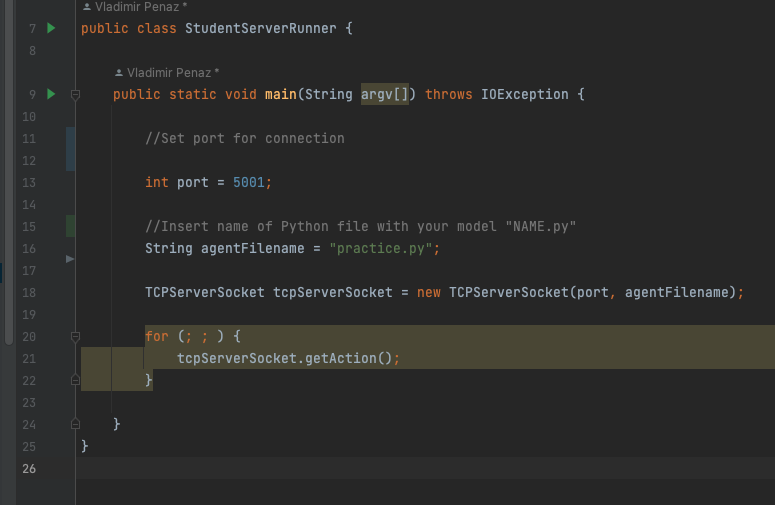 Vladimir Penaz *
7 public class StudentServerRunner {
8
Vladimir Penaz *
9 public static void main(String argv[]) throws IOException {
10
11 //Set port for connection
12
13 int port = 5001;
14
15 //Insert name of Python file with your model "NAME.py"
16 String agentFilename = "practice.py";
17
18 TCPServerSocket tcpServerSocket = new TCPServerSocket(port, agentFilename);
19
20 for (; ; ) {
21 tcpServerSocket.getAction();
22 }
23
24 }
25 }
26